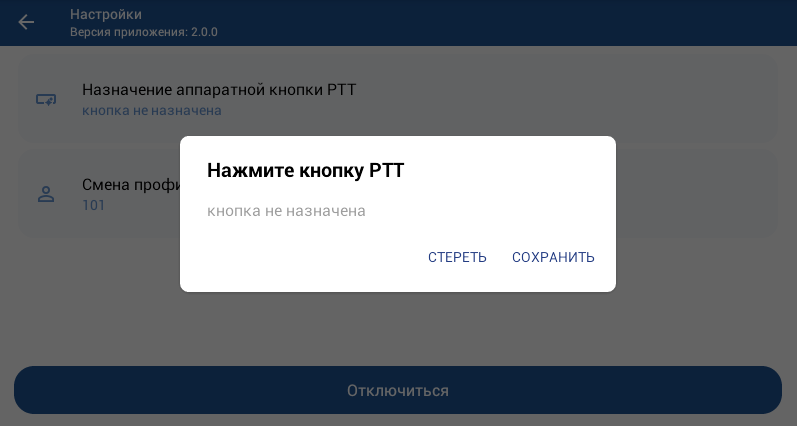 Настройки
Версия приложения: 2.0.0
Назначение аппаратной кнопки PTT
кнопка не назначена
Нажмите кнопку PTT
кнопка не назначена
СТЕРЕТЬ СОХРАНИТЬ
Смена
101
Отключиться